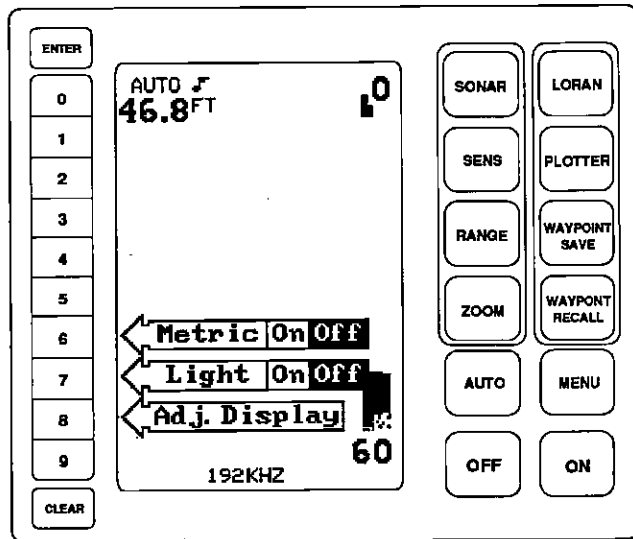 ENTER
0
1
2
3
4
5
6
7
8
9
CLEAR
AUTO
46.8FT
0
Metric On Off
Light On Off
Adj. Display
60
192KHZ
SONAR
LORAN
SENS
PLOTTER
RANGE
WAYPOINT
SAVE
ZOOM
WAYPONT
RECALL
AUTO
MENU
OFF
ON